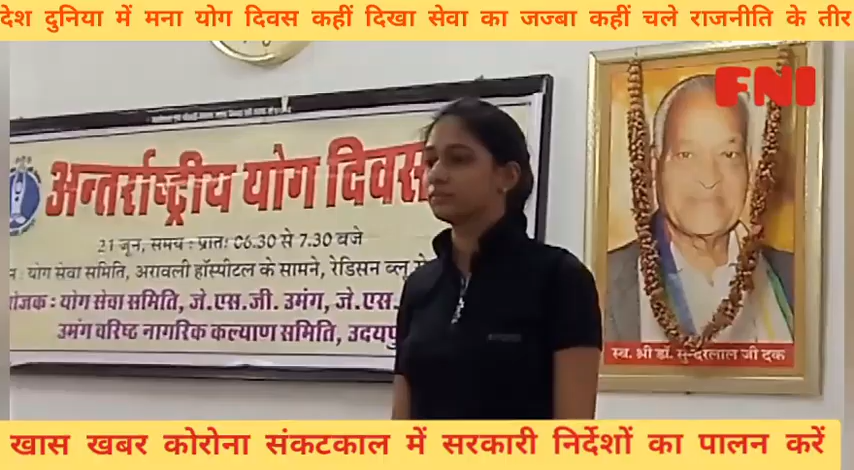 देश दुनिया में मना योग दिवस कहीं दिखा सेवा का जज्बा कहीं चले राजनीति के तीर
FNI
अन्तर्राष्ट्रीय योग दिवस
21 जून, समय : प्रातः 06.30 से 7.30 बजे
योग सेवा समिति, अरावली हॉस्पीटल के सामने, रेडिसन ब्लू
जक : योग सेवा समिति, जे.एस.जी. उमंग, जे.एस.
उमंग वरिष्ठ नागरिक कल्याण समिति, उदयपु
स्व. श्री डॉ. सुन्दरलाल जी दक
खास खबर कोरोना संकटकाल में सरकारी निर्देशों का पालन करें